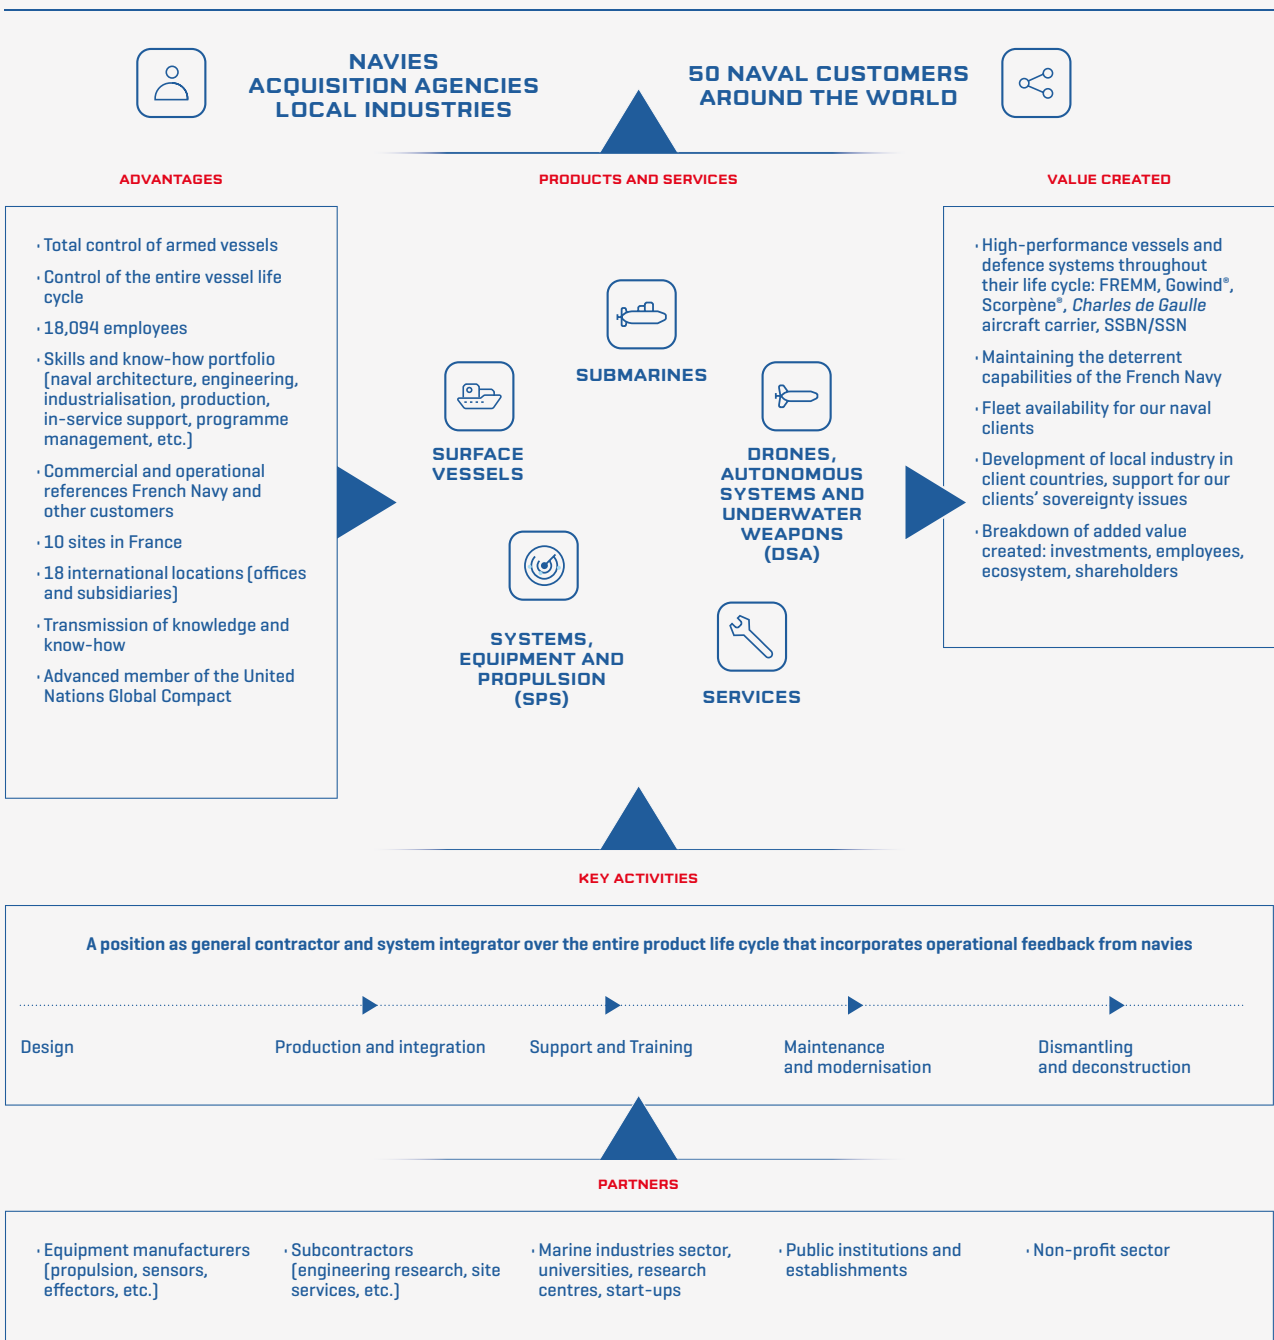 NAVIES
ACQUISITION AGENCIES
LOCAL INDUSTRIES
50 NAVAL CUSTOMERS
AROUND THE WORLD
ADVANTAGES
· Total control of armed vessels
· Control of the entire vessel life
cycle
· 18,094 employees
· Skills and know-how portfolio
(naval architecture, engineering,
industrialisation, production,
in-service support, programme
management, etc.)
· Commercial and operational
references French Navy and
other customers
· 10 sites in France
· 18 international locations (offices
and subsidiaries)
· Transmission of knowledge and
know-how
· Advanced member of the United
Nations Global Compact
PRODUCTS AND SERVICES
SUBMARINES
SURFACE
VESSELS
DRONES,
AUTONOMOUS
SYSTEMS AND
UNDERWATER
WEAPONS
(DSA)
SYSTEMS,
EQUIPMENT AND
PROPULSION
(SPS)
SERVICES
VALUE CREATED
· High-performance vessels and
defence systems throughout
their life cycle: FREMM, Gowind®,
Scorpène®, Charles de Gaulle
aircraft carrier, SSBN/SSN
· Maintaining the deterrent
capabilities of the French Navy
· Fleet availability for our naval
clients
· Development of local industry in
client countries, support for our
clients' sovereignty issues
· Breakdown of added value
created: investments, employees,
ecosystem, shareholders
KEY ACTIVITIES
A position as general contractor and system integrator over the entire product life cycle that incorporates operational feedback from navies
Design
Production and integration
Support and Training
Maintenance
and modernisation
Dismantling
and deconstruction
PARTNERS
· Equipment manufacturers
(propulsion, sensors,
effectors, etc.)
· Subcontractors
(engineering research, site
services, etc.)
· Marine industries sector,
universities, research
centres, start-ups
· Public institutions and
establishments
· Non-profit sector